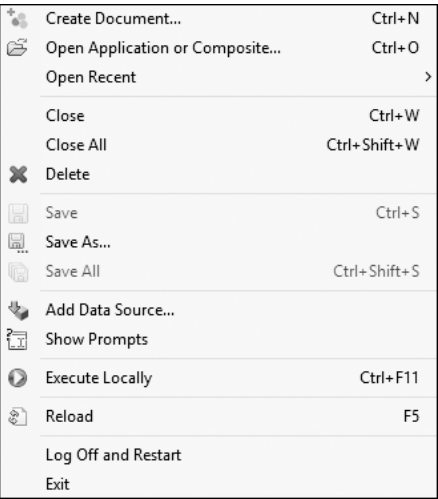 Create Document... Ctrl+N
Open Application or Composite... Ctrl+O
Open Recent >
Close Ctrl+W
Close All Ctrl+Shift+W
Delete
Save Ctrl+S
Save As...
Save All Ctrl+Shift+S
Add Data Source...
Show Prompts
Execute Locally Ctrl+F11
Reload F5
Log Off and Restart
Exit